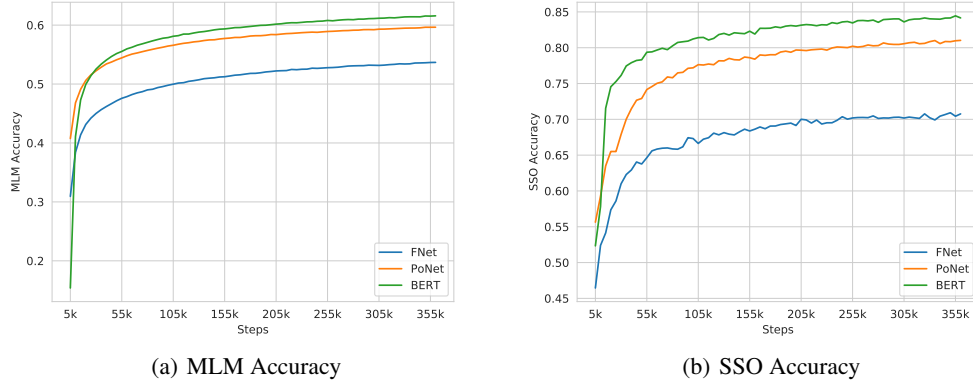 0.6
0.5
0.4
0.3
0.2
MLM Accuracy
5k 55k 105k 155k 205k 255k 305k 355k
Steps
FNet
PoNet
BERT
(a) MLM Accuracy
0.85
0.80
0.75
0.70
0.65
0.60
0.55
0.50
0.45
SSO Accuracy
5k 55k 105k 155k 205k 255k 305k 355k
Steps
FNet
PoNet
BERT
(b) SSO Accuracy